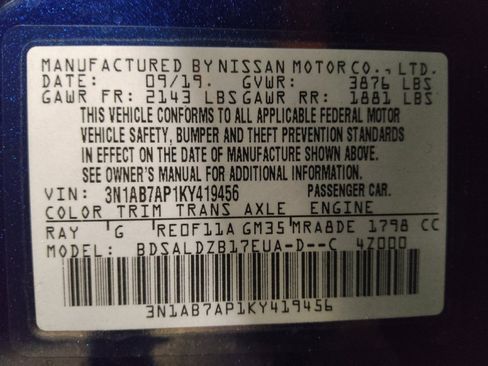 MANUFACTURED BY NISSAN MOTOR CO., LTD.
DATE: 09/19. GVWR: 3876 LBS
GAWR FR: 2143 LBS GAWR RR: 1881 LBS
THIS VEHICLE CONFORMS TO ALL APPLICABLE FEDERAL MOTOR
VEHICLE SAFETY, BUMPER AND THEFT PREVENTION STANDARDS
IN EFFECT ON THE DATE OF MANUFACTURE SHOWN ABOVE.
SEE OWNER'S MANUAL FOR ADDITIONAL INFORMATION.
VIN: 3N1AB7AP1KY419456 PASSENGER CAR.
COLOR TRIM TRANS AXLE ENGINE
RAY G RE0F11A GM35 MRA8DE 1798 CC
MODEL: BDSALDZB17EUA-D--C 4Z000
3N1AB7AP1KY419456